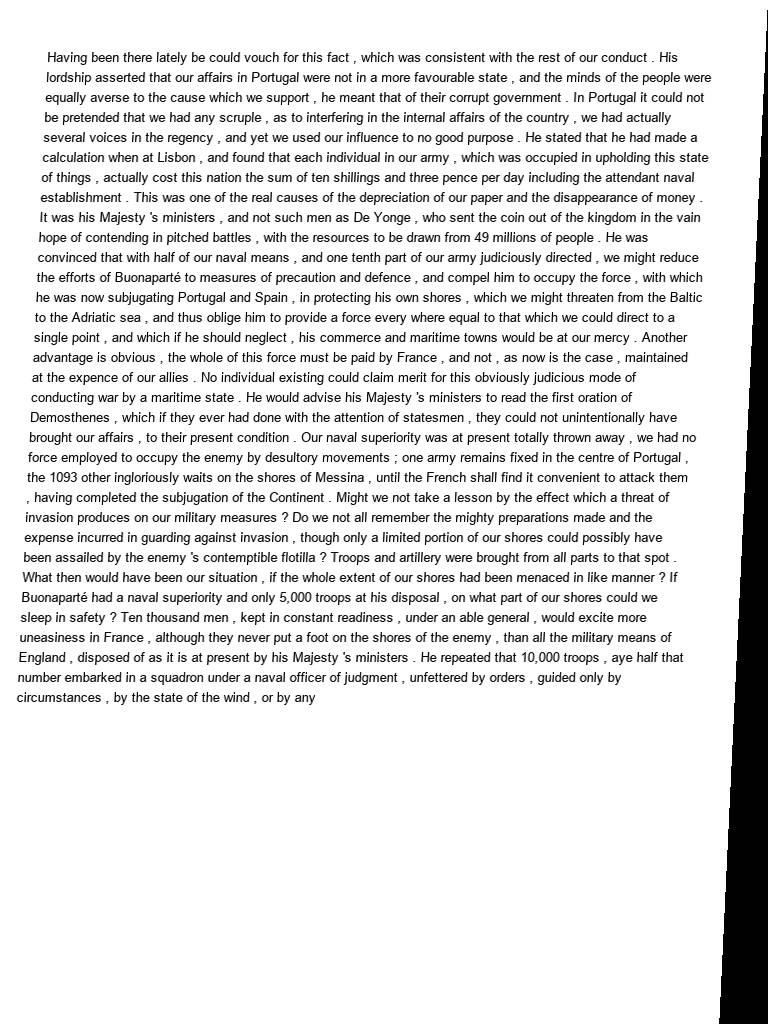 Having been there lately be could vouch for this fact , which was consistent with the rest of our conduct . His
lordship asserted that our affairs in Portugal were not in a more favourable state , and the minds of the people were
equally averse to the cause which we support , he meant that of their corrupt government . In Portugal it could not
be pretended that we had any scruple , as to interfering in the internal affairs of the country , we had actually
several voices in the regency , and yet we used our influence to no good purpose . He stated that he had made a
calculation when at Lisbon , and found that each individual in our army , which was occupied in upholding this state
of things , actually cost this nation the sum of ten shillings and three pence per day including the attendant naval
establishment . This was one of the real causes of the depreciation of our paper and the disappearance of money .
It was his Majesty 's ministers , and not such men as De Yonge , who sent the coin out of the kingdom in the vain
hope of contending in pitched battles , with the resources to be drawn from 49 millions of people . He was
convinced that with half of our naval means , and one tenth part of our army judiciously directed , we might reduce
the efforts of Buonaparté to measures of precaution and defence , and compel him to occupy the force , with which
he was now subjugating Portugal and Spain , in protecting his own shores , which we might threaten from the Baltic
to the Adriatic sea , and thus oblige him to provide a force every where equal to that which we could direct to a
single point , and which if he should neglect , his commerce and maritime towns would be at our mercy . Another
advantage is obvious , the whole of this force must be paid by France , and not , as now is the case , maintained
at the expence of our allies . No individual existing could claim merit for this obviously judicious mode of
conducting war by a maritime state . He would advise his Majesty 's ministers to read the first oration of
Demosthenes , which if they ever had done with the attention of statesmen , they could not unintentionally have
brought our affairs , to their present condition . Our naval superiority was at present totally thrown away , we had no
force employed to occupy the enemy by desultory movements ; one army remains fixed in the centre of Portugal ,
the 1093 other ingloriously waits on the shores of Messina , until the French shall find it convenient to attack them
, having completed the subjugation of the Continent . Might we not take a lesson by the effect which a threat of
invasion produces on our military measures ? Do we not all remember the mighty preparations made and the
expense incurred in guarding against invasion , though only a limited portion of our shores could possibly have
been assailed by the enemy 's contemptible flotilla ? Troops and artillery were brought from all parts to that spot .
What then would have been our situation , if the whole extent of our shores had been menaced in like manner ? If
Buonaparté had a naval superiority and only 5,000 troops at his disposal , on what part of our shores could we
sleep in safety ? Ten thousand men , kept in constant readiness , under an able general , would excite more
uneasiness in France , although they never put a foot on the shores of the enemy , than all the military means of
England , disposed of as it is at present by his Majesty 's ministers . He repeated that 10,000 troops , aye half that
number embarked in a squadron under a naval officer of judgment , unfettered by orders , guided only by
circumstances , by the state of the wind , or by any